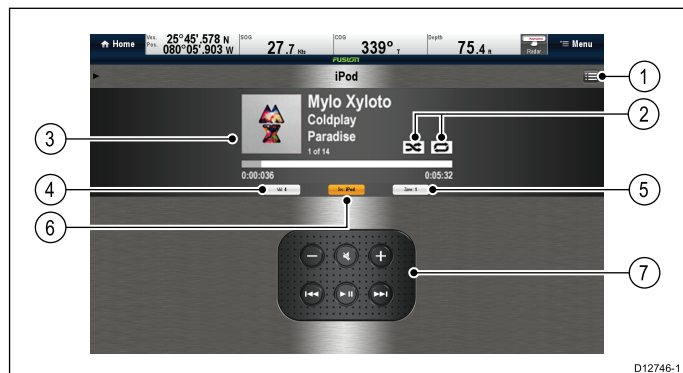 Home
Ves. Pos. 25°45'.578 N 080°05'.903 W
SOG 27.7 kts
COG 339° T
Depth 75.4 ft
Radar
Menu
FUSION
iPod
1
Mylo Xyloto
Coldplay
Paradise
1 of 14
2
3
0:00:036
0:05:32
4
Src: iPod
5
6
7
D12746-1